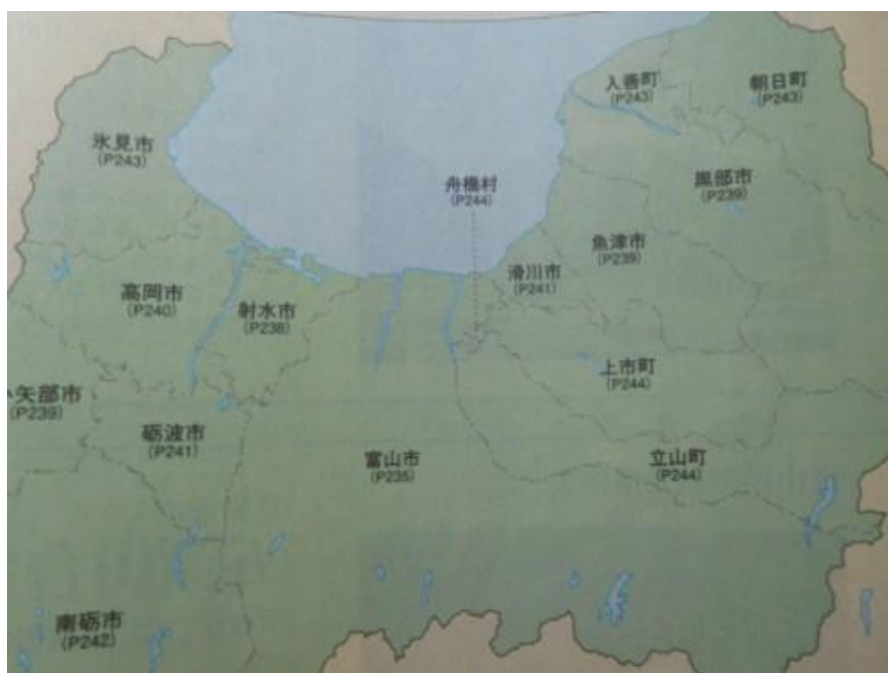 入善町
(P243)
朝日町
(P243)
氷見市
(P243)
舟橋村
(P244)
黒部市
(P239)
魚津市
(P239)
滑川市
(P241)
高岡市
(P240)
射水市
(P238)
上市町
(P244)
小矢部市
(P239)
砺波市
(P241)
富山市
(P235)
立山町
(P244)
南砺市
(P242)